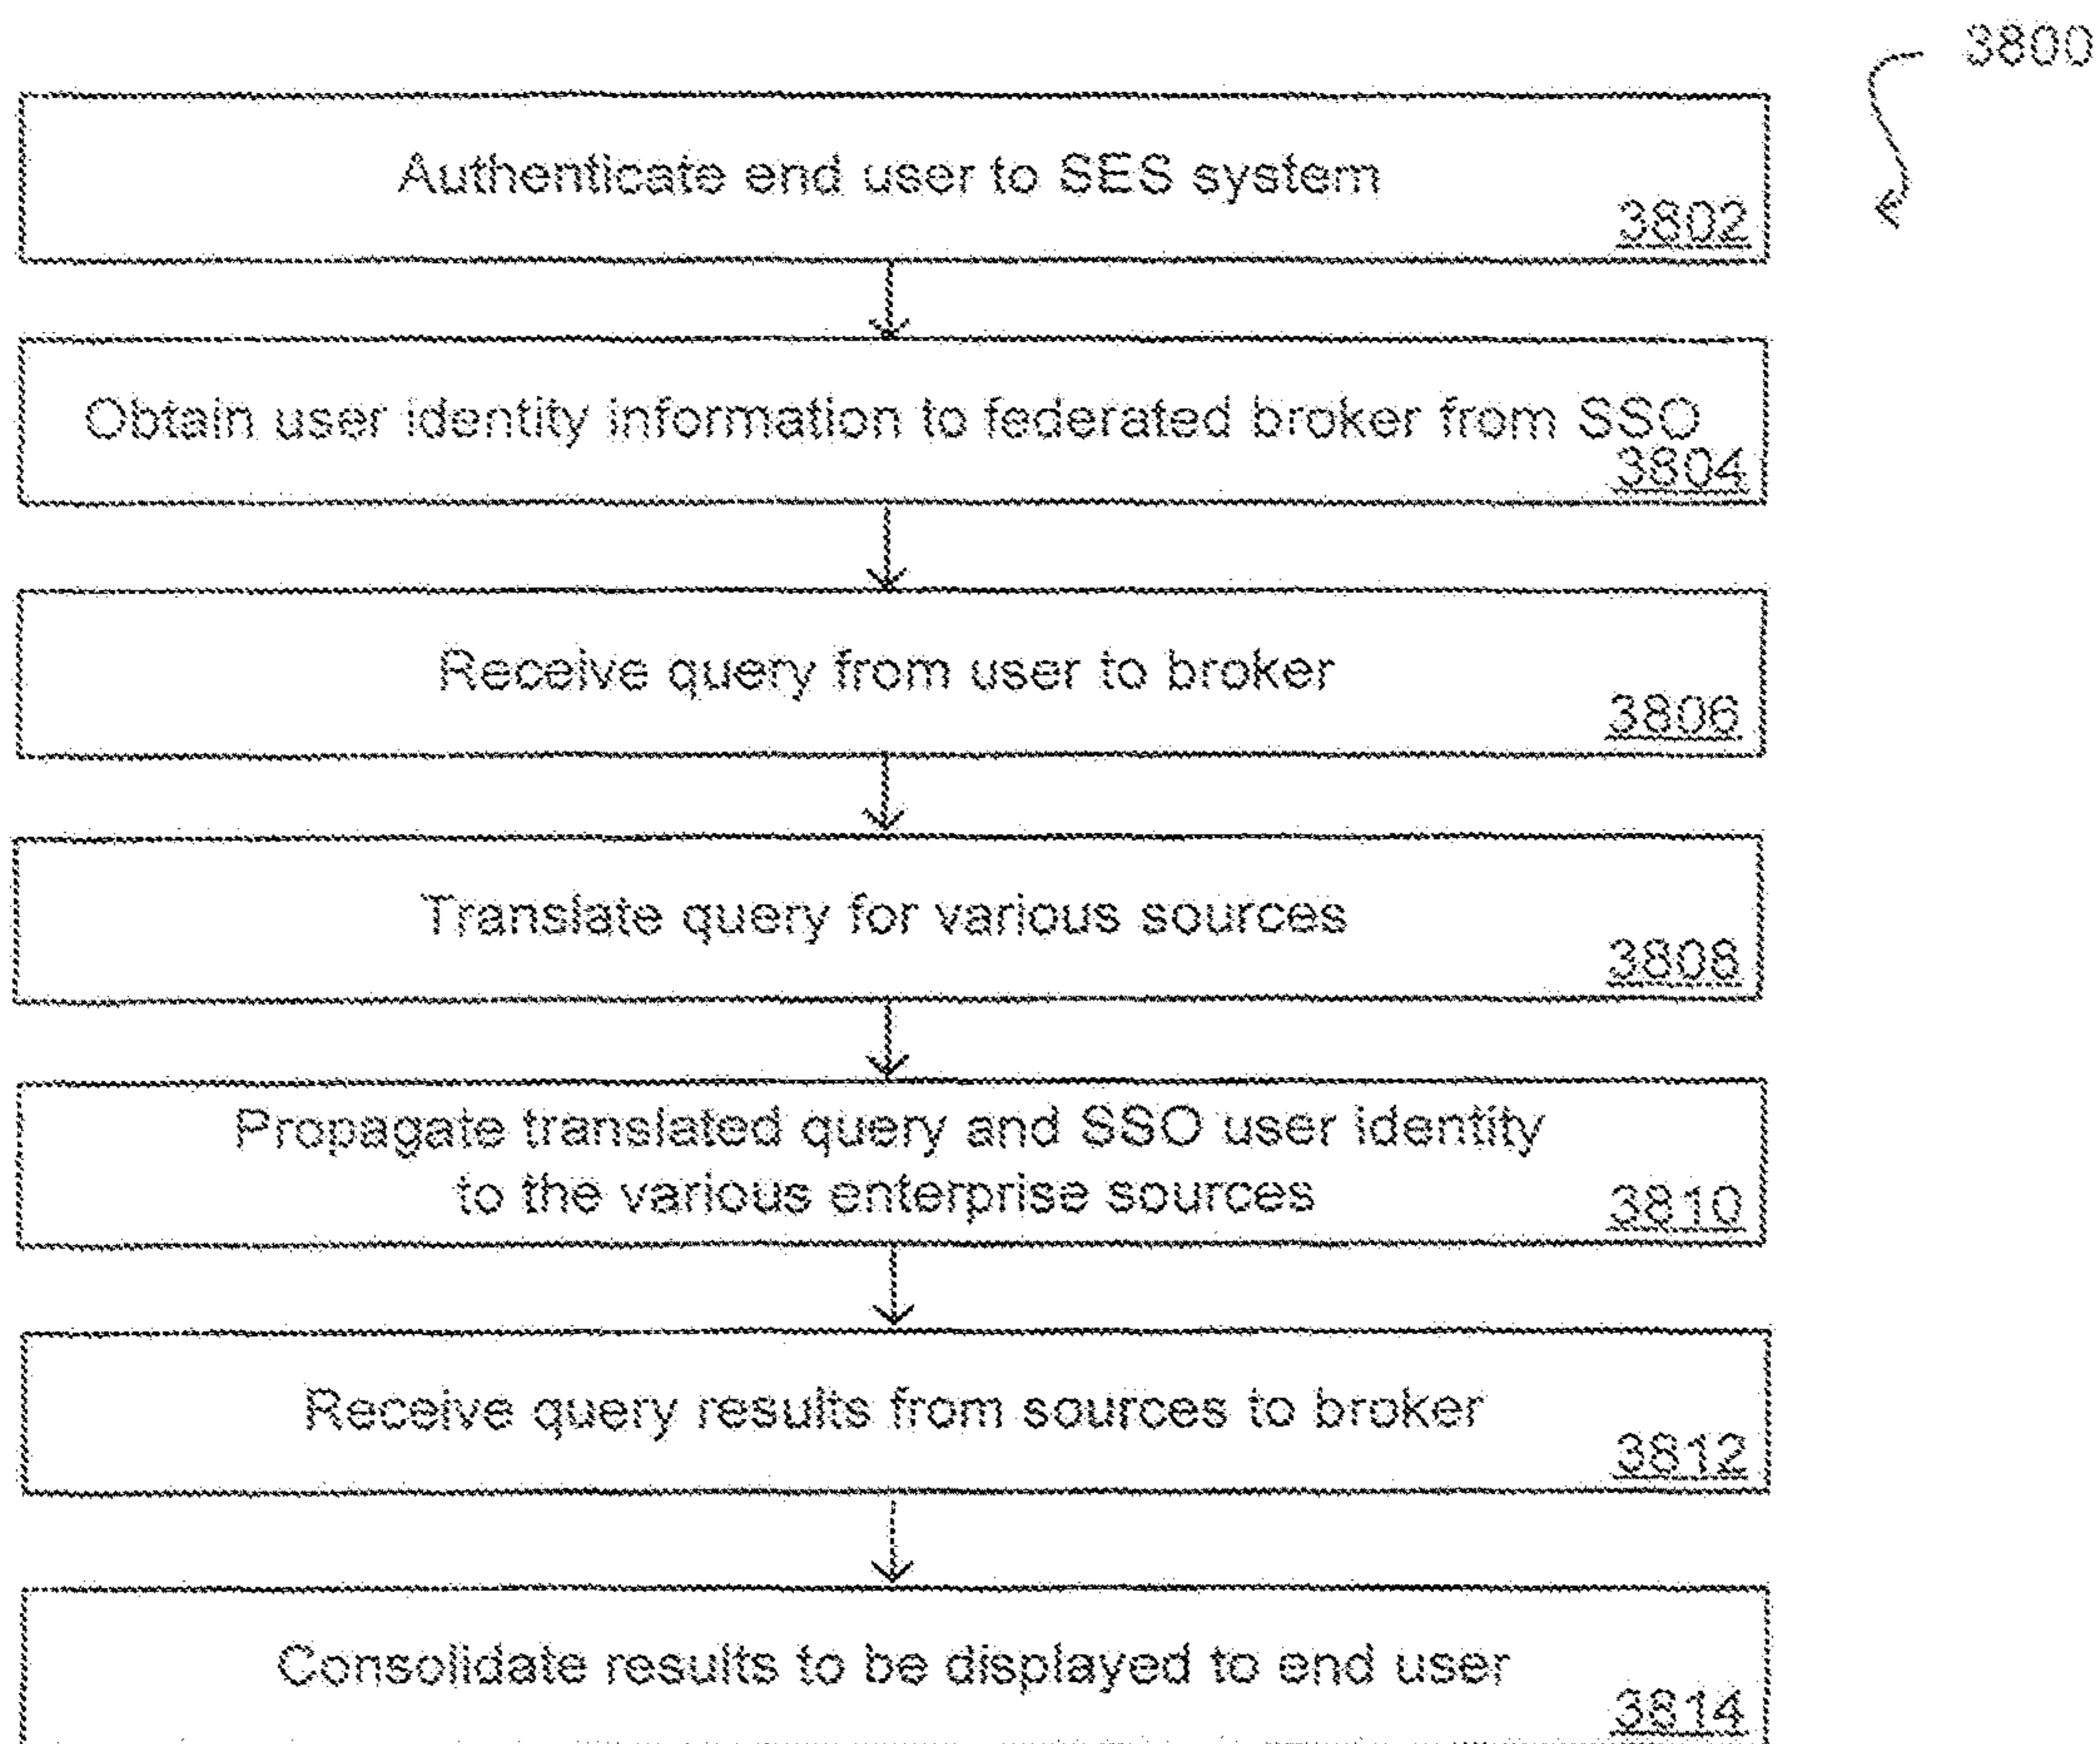 3800
Authenticate end user to SES system
3802
Obtain user identity information to federated broker from SSO
3804
Receive query from user to broker
3806
Translate query for various sources
3808
Propagate translated query and SSO user identity
to the various enterprise sources
3810
Receive query results from sources to broker
3812
Consolidate results to be displayed to end user
3814